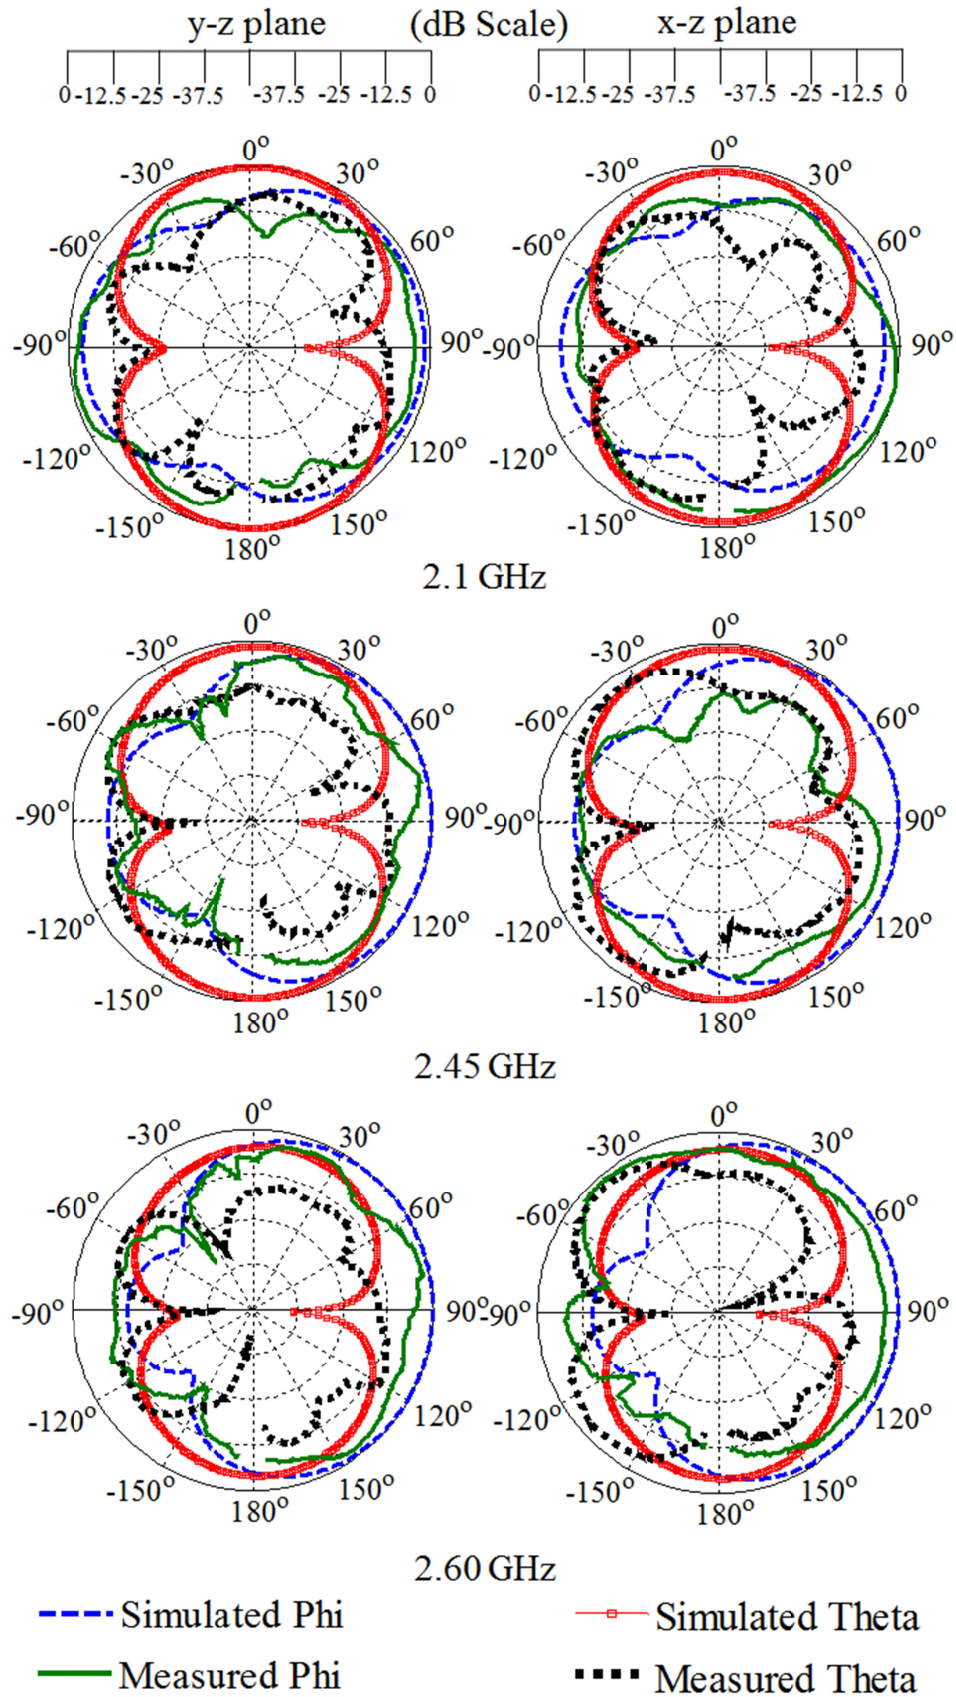 y-z plane (dB Scale) x-z plane
0 -12.5 -25 -37.5 -37.5 -25 -12.5 0 0 -12.5 -25 -37.5 -37.5 -25 -12.5 0
0° 0°
-30° 30° -30° 30°
-60° 60° -60° 60°
-90° 90° -90° 90°
-120° 120° -120° 120°
-150° 150° -150° 150°
180° 180°
2.1 GHz
0° 0°
-30° 30° -30° 30°
-60° 60° -60° 60°
-90° 90° -90° 90°
-120° 120° -120° 120°
-150° 150° -150° 150°
180° 180°
2.45 GHz
0° 0°
-30° 30° -30° 30°
-60° 60° -60° 60°
-90° 90° -90° 90°
-120° 120° -120° 120°
-150° 150° -150° 150°
180° 180°
2.60 GHz
Simulated Phi Simulated Theta
Measured Phi Measured Theta